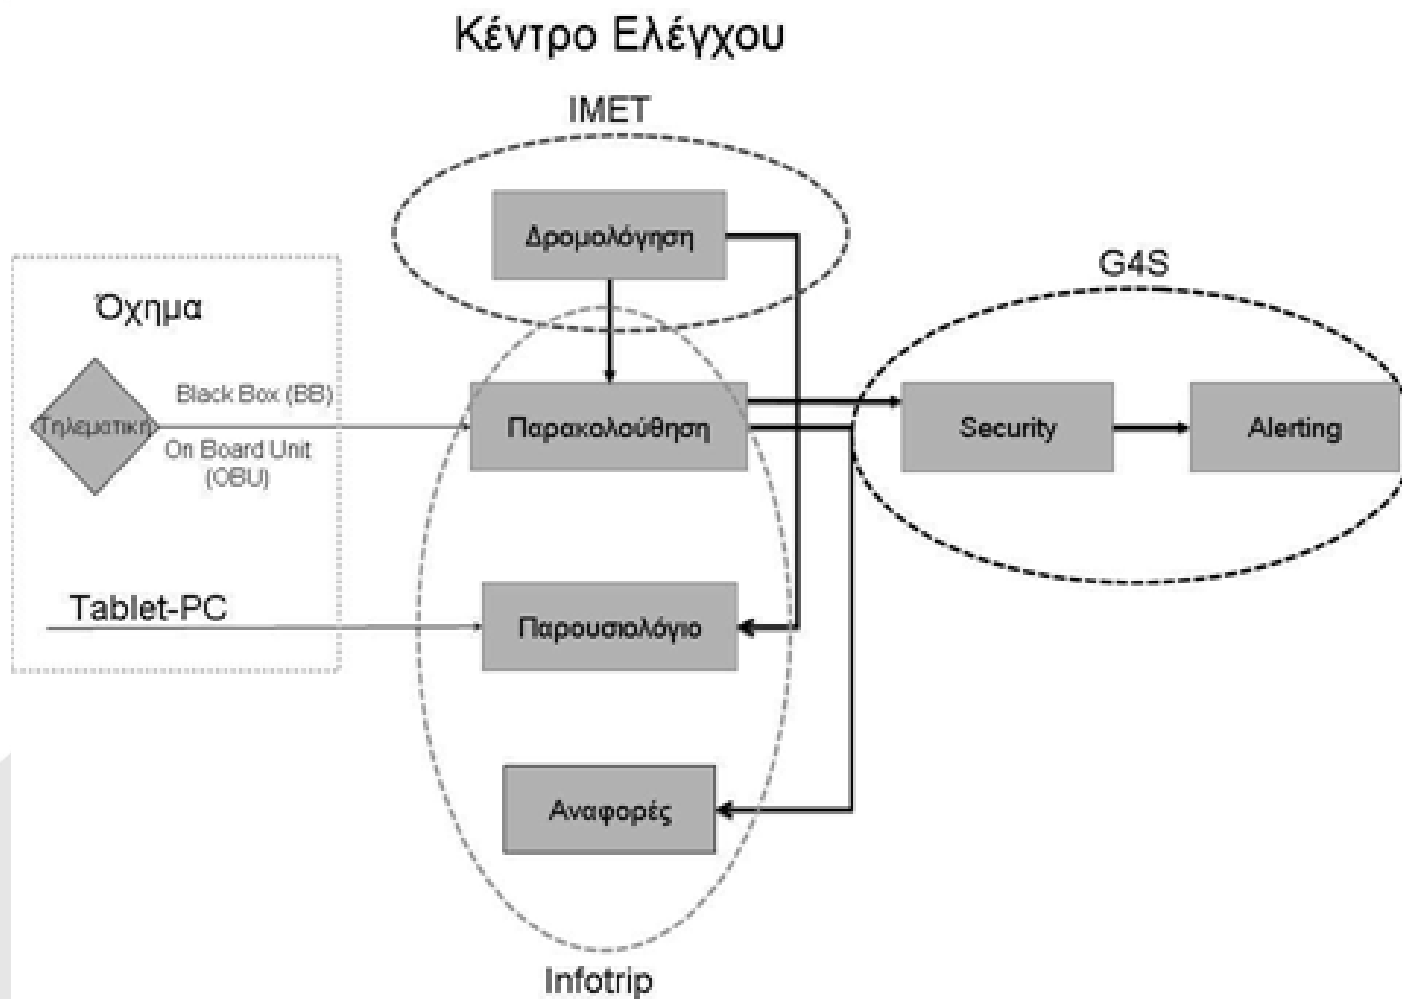 Κέντρο Ελέγχου
IMET
Δρομολόγηση
G4S
Όχημα
Black Box (BB)
Τηλεματική
On Board Unit
(OBU)
Παρακολούθηση
Security
Alerting
Tablet-PC
Παρουσιολόγιο
Αναφορές
Infotrip